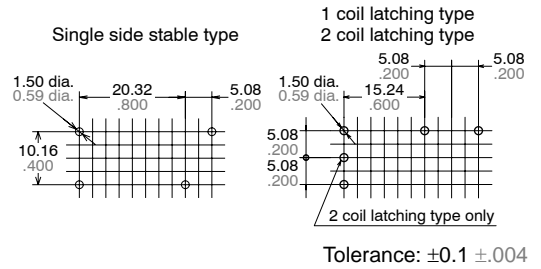 Single side stable type
1.50 dia.
0.59 dia.
20.32
.800
5.08
.200
10.16
.400
1 coil latching type
2 coil latching type
5.08
.200
5.08
.200
1.50 dia.
0.59 dia.
15.24
.600
5.08
.200
5.08
.200
2 coil latching type only
Tolerance: ±0.1 ±.004